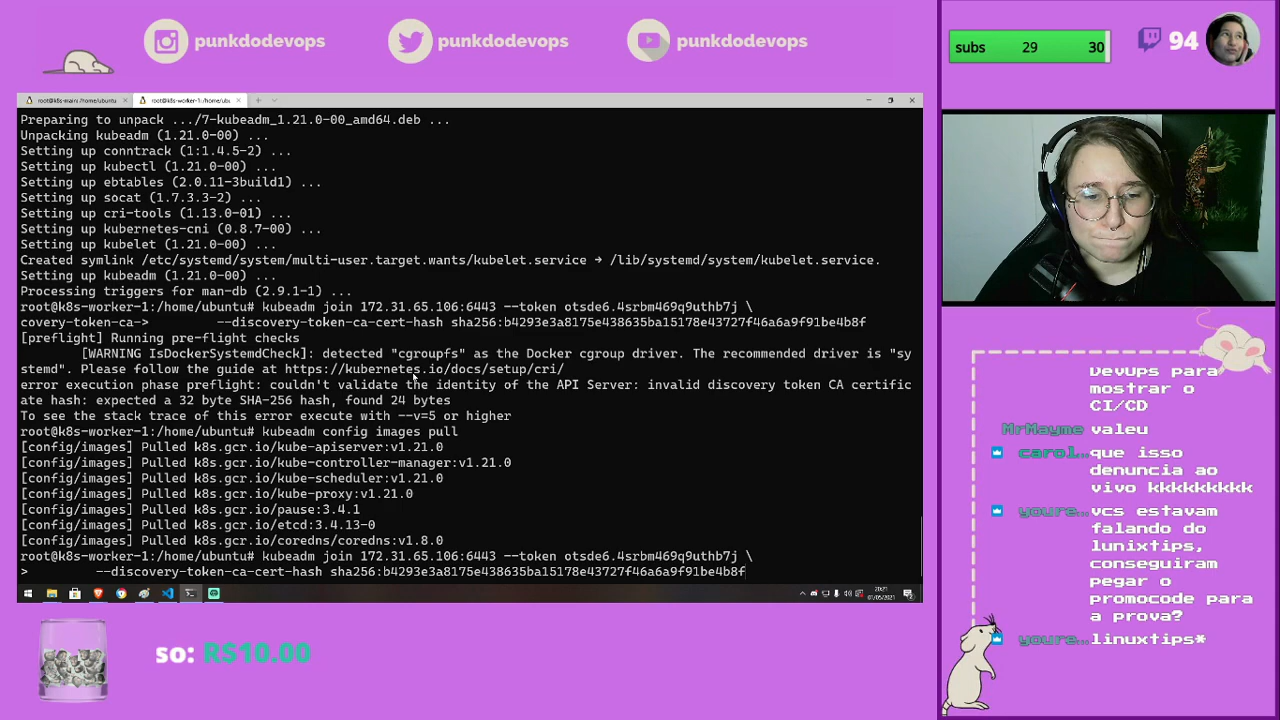 punkdodevops
punkdodevops
punkdodevops
subs 29 30
94
root@k8s-main: /home/ubuntu
root@k8s-worker-1: /home/ubu
Preparing to unpack .../7-kubeadm_1.21.0-00_amd64.deb ...
Unpacking kubeadm (1.21.0-00) ...
Setting up conntrack (1:1.4.5-2) ...
Setting up kubectl (1.21.0-00) ...
Setting up ebtables (2.0.11-3build1) ...
Setting up socat (1.7.3.3-2) ...
Setting up cri-tools (1.13.0-01) ...
Setting up kubernetes-cni (0.8.7-00) ...
Setting up kubelet (1.21.0-00) ...
Created symlink /etc/systemd/system/multi-user.target.wants/kubelet.service → /lib/systemd/system/kubelet.service.
Setting up kubeadm (1.21.0-00) ...
Processing triggers for man-db (2.9.1-1) ...
root@k8s-worker-1:/home/ubuntu# kubeadm join 172.31.65.106:6443 --token otsde6.4srbm469q9uthb7j \
covery-token-ca-> --discovery-token-ca-cert-hash sha256:b4293e3a8175e438635ba15178e43727f46a6a9f91be4b8f
[preflight] Running pre-flight checks
[WARNING IsDockerSystemdCheck]: detected "cgroupfs" as the Docker cgroup driver. The recommended driver is "sy
stemd". Please follow the guide at https://kubernetes.io/docs/setup/cri/
error execution phase preflight: couldn't validate the identity of the API Server: invalid discovery token CA certific
ate hash: expected a 32 byte SHA-256 hash, found 24 bytes
To see the stack trace of this error execute with --v=5 or higher
root@k8s-worker-1:/home/ubuntu# kubeadm config images pull
[config/images] Pulled k8s.gcr.io/kube-apiserver:v1.21.0
[config/images] Pulled k8s.gcr.io/kube-controller-manager:v1.21.0
[config/images] Pulled k8s.gcr.io/kube-scheduler:v1.21.0
[config/images] Pulled k8s.gcr.io/kube-proxy:v1.21.0
[config/images] Pulled k8s.gcr.io/pause:3.4.1
[config/images] Pulled k8s.gcr.io/etcd:3.4.13-0
[config/images] Pulled k8s.gcr.io/coredns/coredns:v1.8.0
root@k8s-worker-1:/home/ubuntu# kubeadm join 172.31.65.106:6443 --token otsde6.4srbm469q9uthb7j \
> --discovery-token-ca-cert-hash sha256:b4293e3a8175e438635ba15178e43727f46a6a9f91be4b8f
20:21
01/05/2021
DevOps para
mostrar o
CI/CD
MrMayme valeu
carol... que isso
denuncia ao
vivo kkkkkkkkk
youre... vcs estavam
falando do
lunixtips,
conseguiram
pegar o
promocode para
a prova?
youre... linuxtips*
so: R$10.00